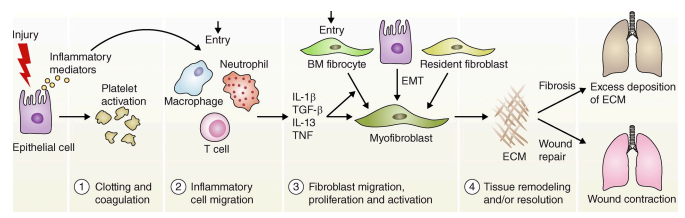 Injury
Inflammatory
mediators
Epithelial cell
Platelet
activation
1 Clotting and
coagulation
Entry
Neutrophil
Macrophage
T cell
2 Inflammatory
cell migration
IL-1β
TGF-β
IL-13
TNF
Entry
BM fibrocyte
EMT
Resident fibroblast
Myofibroblast
3 Fibroblast migration,
proliferation and activation
ECM
4 Tissue remodeling
and/or resolution
Fibrosis
Excess deposition
of ECM
Wound
repair
Wound contraction